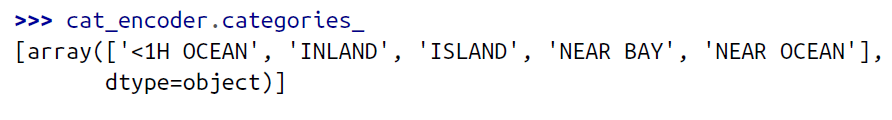 >>> cat_encoder.categories_
[array(['<1H OCEAN', 'INLAND', 'ISLAND', 'NEAR BAY', 'NEAR OCEAN'],
       dtype=object)]